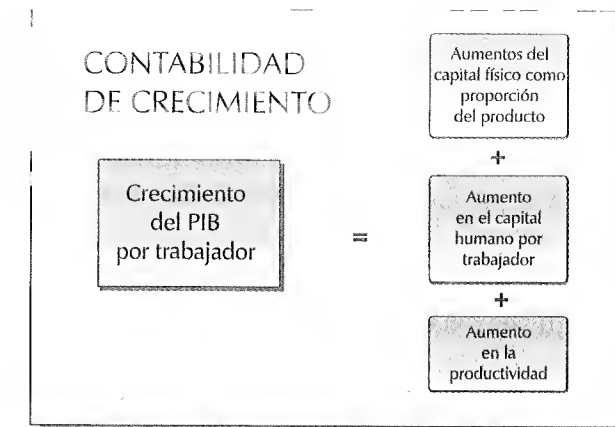 CONTABILIDAD
DE CRECIMIENTO
Crecimiento
del PIB
por trabajador
=
Aumentos del
capital físico como
proporción
del producto
+
Aumento
en el capital
humano por
trabajador
+
Aumento
en la
productividad